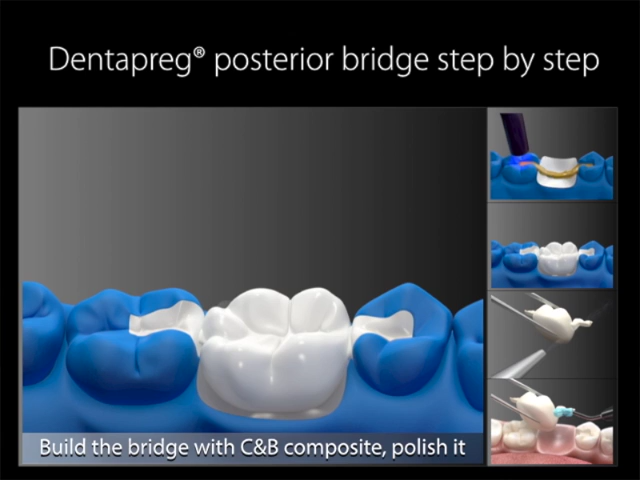 Dentapreg® posterior bridge step by step
Build the bridge with C&B composite, polish it